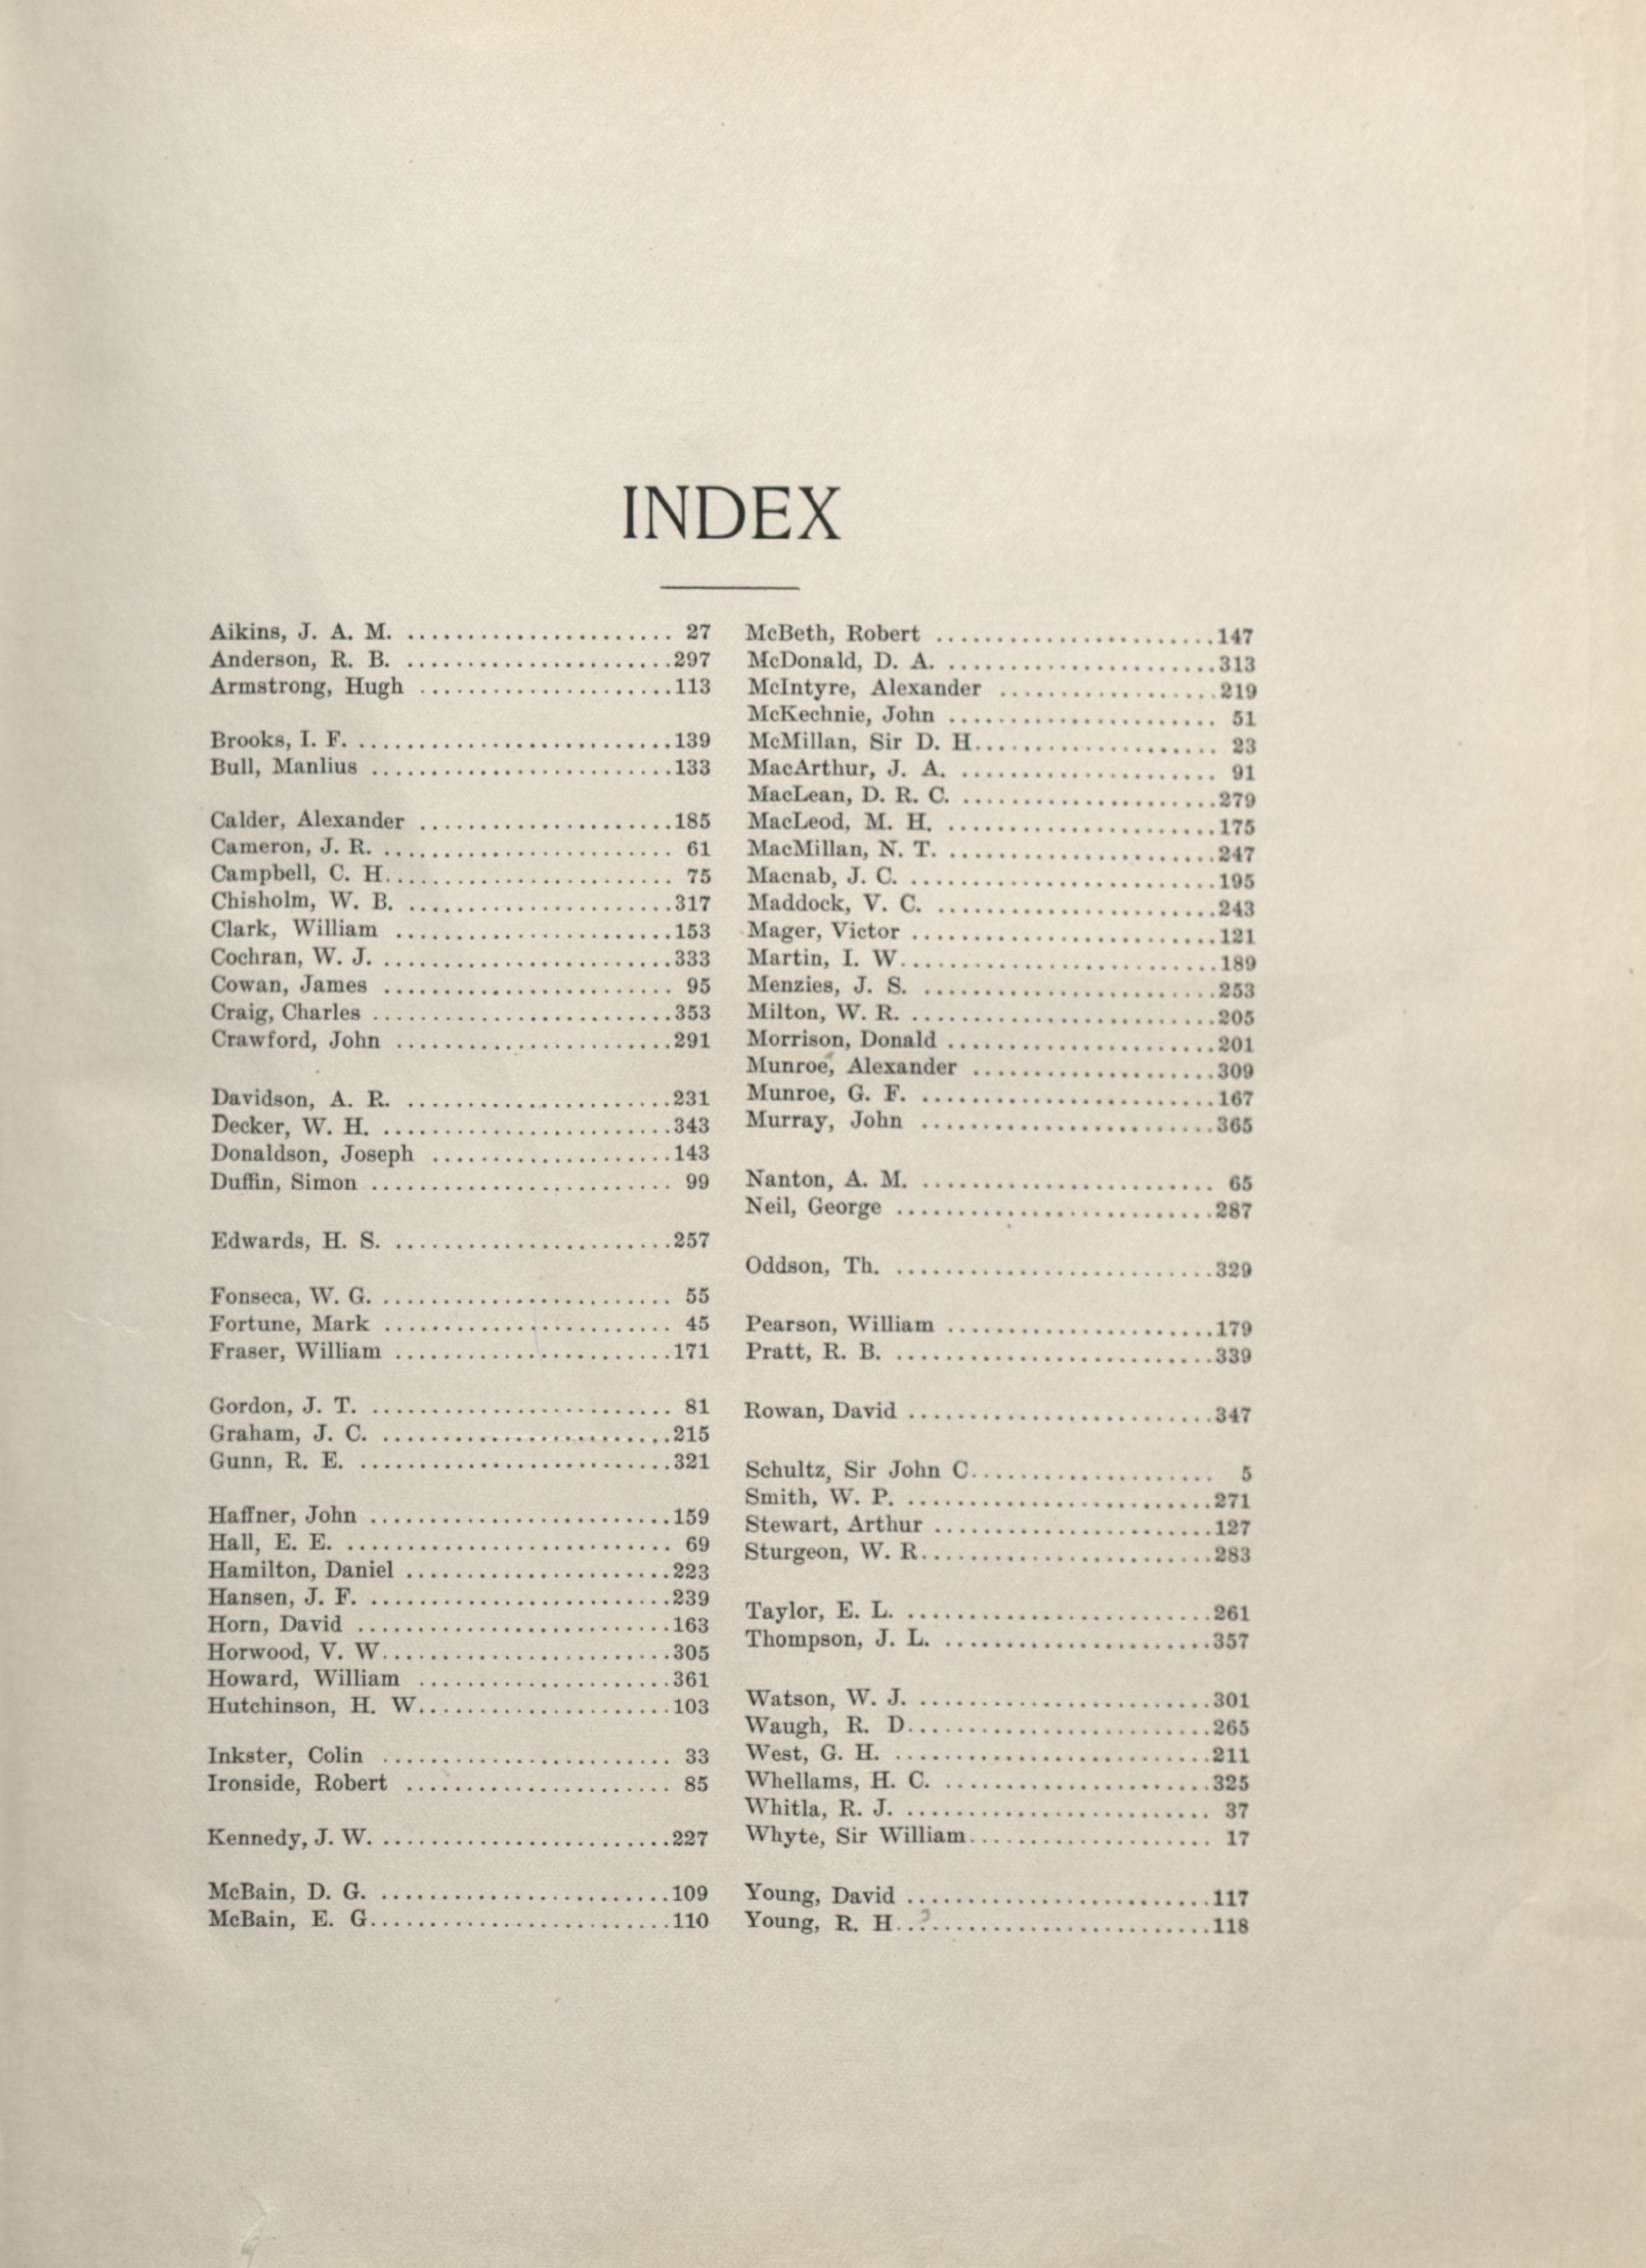 INDEX
Aikins, J. A. M. ...................... 27
Anderson, R. B. ......................297
Armstrong, Hugh .....................113
Brooks, I. F. ..........................139
Bull, Manlius .........................133
Calder, Alexander .....................185
Cameron, J. R. ........................ 61
Campbell, C. H........................ 75
Chisholm, W. B. ......................317
Clark, William .......................153
Cochran, W. J. ........................333
Cowan, James ........................ 95
Craig, Charles .........................353
Crawford, John .......................291
Davidson, A. R. ......................231
Decker, W. H. ........................343
Donaldson, Joseph ....................143
Duffin, Simon ......................... 99
Edwards, H. S. .......................257
Fonseca, W. G. ........................ 55
Fortune, Mark ........................ 45
Fraser, William .......................171
Gordon, J. T. ......................... 81
Graham, J. C. ........................215
Gunn, R. E. ..........................321
Haffner, John .........................159
Hall, E. E. ........................... 69
Hamilton, Daniel ......................223
Hansen, J. F. .........................239
Horn, David ..........................163
Horwood, V. W........................305
Howard, William .....................361
Hutchinson, H. W.....................103
Inkster, Colin ........................ 33
Ironside, Robert ...................... 85
Kennedy, J. W. ........................227
McBain, D. G. ........................109
McBain, E. G.........................110
McBeth, Robert .......................147
McDonald, D. A. ......................313
McIntyre, Alexander ..................219
McKechnie, John ...................... 51
McMillan, Sir D. H.................... 23
MacArthur, J. A. ..................... 91
MacLean, D. R. C. .....................279
MacLeod, M. H. ......................175
MacMillan, N. T. ......................247
Macnab, J. C. .........................195
Maddock, V. C. .......................243
Mager, Victor .........................121
Martin, I. W..........................189
Menzies, J. S. ........................253
Milton, W. R. .........................205
Morrison, Donald ......................201
Munroe, Alexander ....................309
Munroe, G. F. ........................167
Murray, John ........................365
Nanton, A. M. ........................ 65
Neil, George ..........................287
Oddson, Th. ..........................329
Pearson, William ......................179
Pratt, R. B. ..........................339
Rowan, David .........................347
Schultz, Sir John C.................... 5
Smith, W. P. .........................271
Stewart, Arthur .......................127
Sturgeon, W. R........................283
Taylor, E. L. .........................261
Thompson, J. L. ......................357
Watson, W. J. ........................301
Waugh, R. D.........................265
West, G. H. ..........................211
Whellams, H. C. ......................325
Whitla, R. J. ......................... 37
Whyte, Sir William.................... 17
Young, David .........................117
Young, R. H..........................118